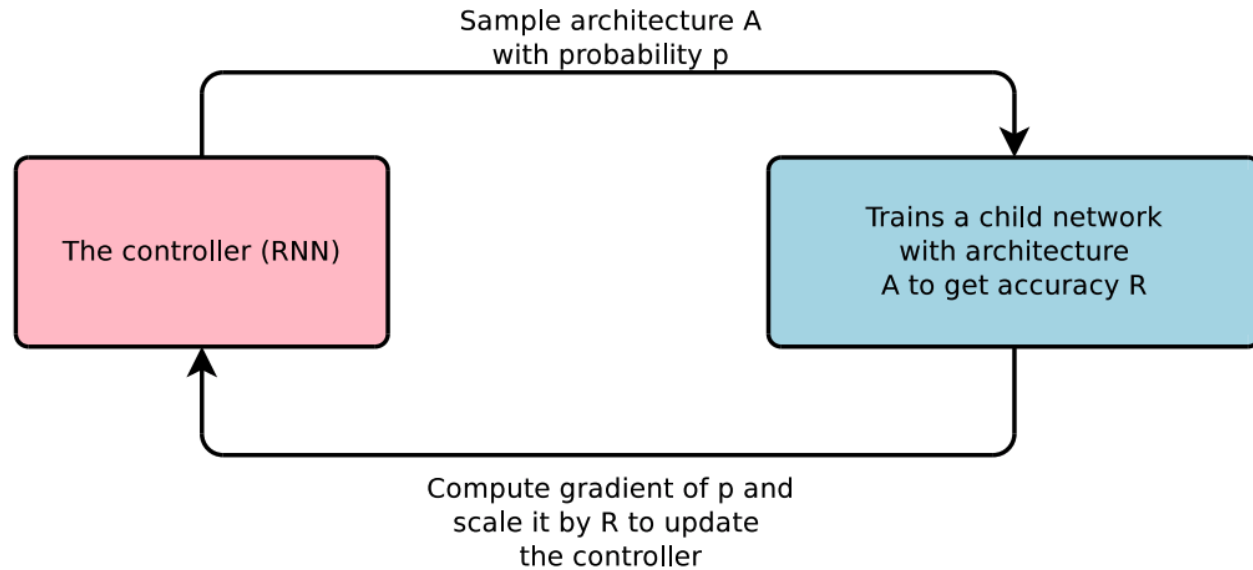 Sample architecture A
with probability p
The controller (RNN)
Trains a child network
with architecture
A to get accuracy R
Compute gradient of p and
scale it by R to update
the controller